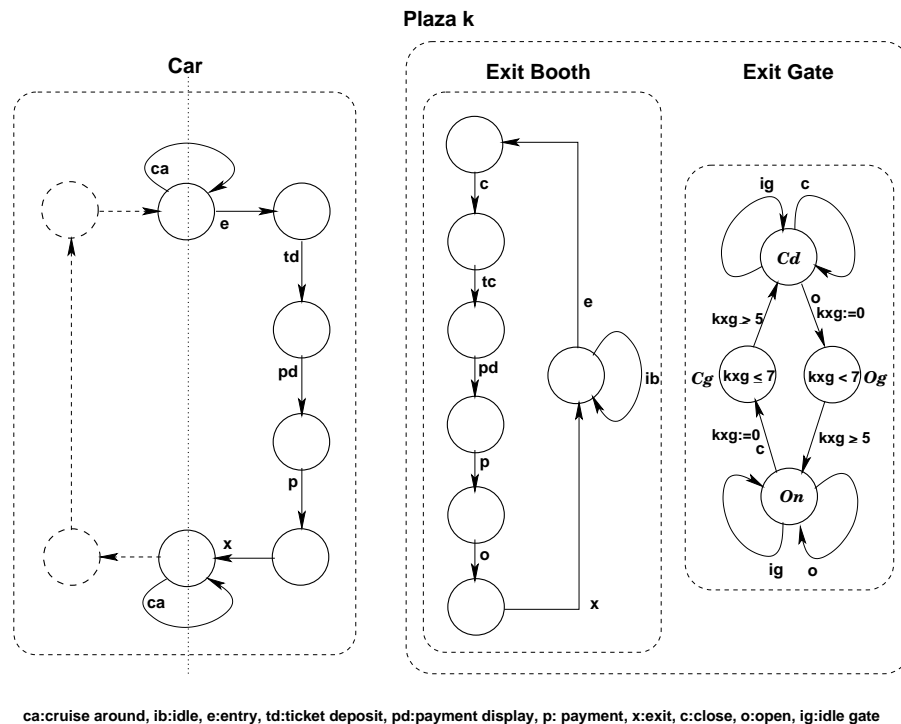 Plaza k
Car
Exit Booth
Exit Gate
ca
e
td
pd
p
x
ca
c
tc
pd
p
o
x
e
ib
ig
c
Cd
o
kxg:=0
kxg > 5
Cg
kxg ≤ 7
kxg < 7
Og
kxg:=0
c
kxg ≥ 5
On
ig
o
ca:cruise around, ib:idle, e:entry, td:ticket deposit, pd:payment display, p: payment, x:exit, c:close, o:open, ig:idle gate